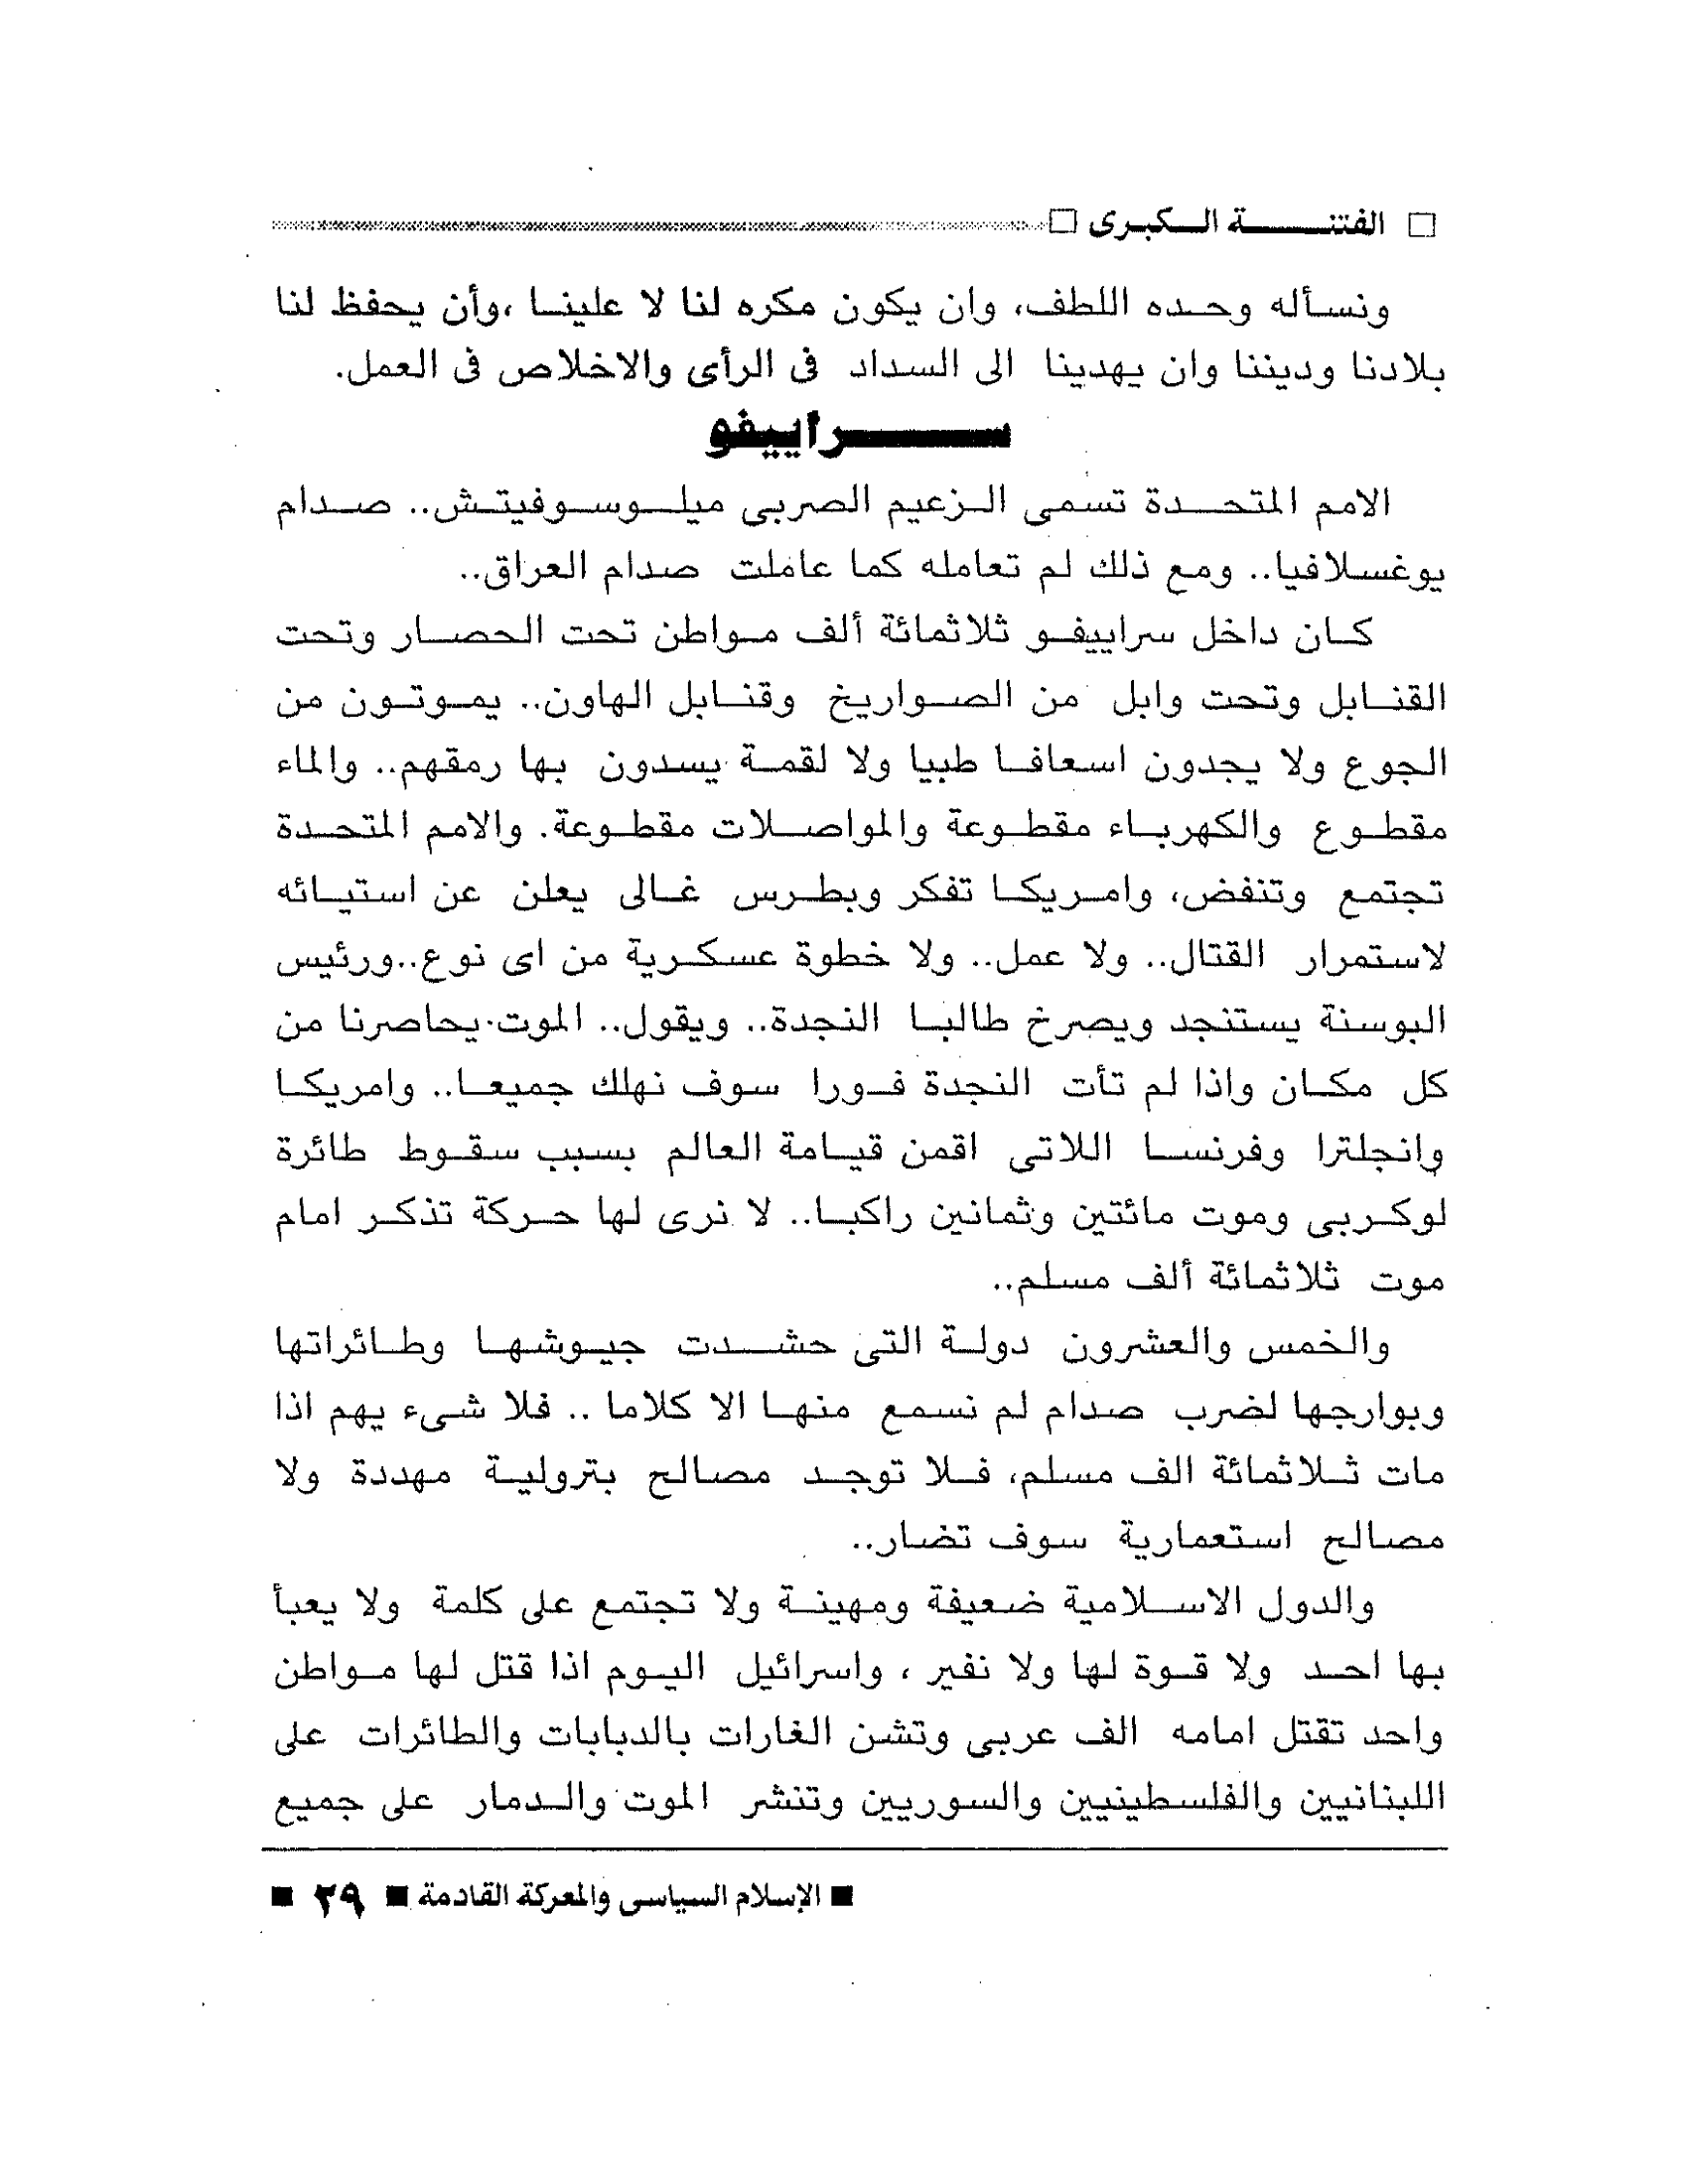 □ الفتنة الكبرى □
ونسأله وحده اللطف، وان يكون مكره لنا لا علينا ،وأن يحفظ لنا
بلادنا وديننا وان يهدينا الى السداد فى الرأى والاخلاص فى العمل.
سراييفو
الامم المتحدة تسمى الزعيم الصربى ميلوسوفيتش.. صدام
يوغسلافيا.. ومع ذلك لم تعامله كما عاملت صدام العراق..
كان داخل سراييفو ثلاثمائة ألف مواطن تحت الحصار وتحت
القنابل وتحت وابل من الصواريخ وقنابل الهاون.. يموتون من
الجوع ولا يجدون اسعافا طبيا ولا لقمة يسدون بها رمقهم.. والماء
مقطوع والكهرباء مقطوعة والمواصلات مقطوعة. والامم المتحدة
تجتمع وتنفض، وامريكا تفكر وبطرس غالى يعلن عن استيائه
لاستمرار القتال.. ولا عمل.. ولا خطوة عسكرية من اى نوع..ورئيس
البوسنة يستنجد ويصرخ طالبا النجدة.. ويقول.. الموت يحاصرنا من
كل مكان واذا لم تأت النجدة فورا سوف نهلك جميعا.. وامريكا
وانجلترا وفرنسا اللاتى اقمن قيامة العالم بسبب سقوط طائرة
لوكربى وموت مائتين وثمانين راكبا.. لا نرى لها حركة تذكر امام
موت ثلاثمائة ألف مسلم..
والخمس والعشرون دولة التى حشدت جيوشها وطائراتها
وبوارجها لضرب صدام لم نسمع منها الا كلاما .. فلا شىء يهم اذا
مات ثلاثمائة الف مسلم، فلا توجد مصالح بترولية مهددة ولا
مصالح استعمارية سوف تضار..
والدول الاسلامية ضعيفة ومهينة ولا تجتمع على كلمة ولا يعبأ
بها احد ولا قوة لها ولا نفير ، واسرائيل اليوم اذا قتل لها مواطن
واحد تقتل امامه الف عربى وتشن الغارات بالدبابات والطائرات على
اللبنانيين والفلسطينيين والسوريين وتنشر الموت والدمار على جميع
■ الإسلام السياسى والمعركة القادمة ■ ٣٩ ■